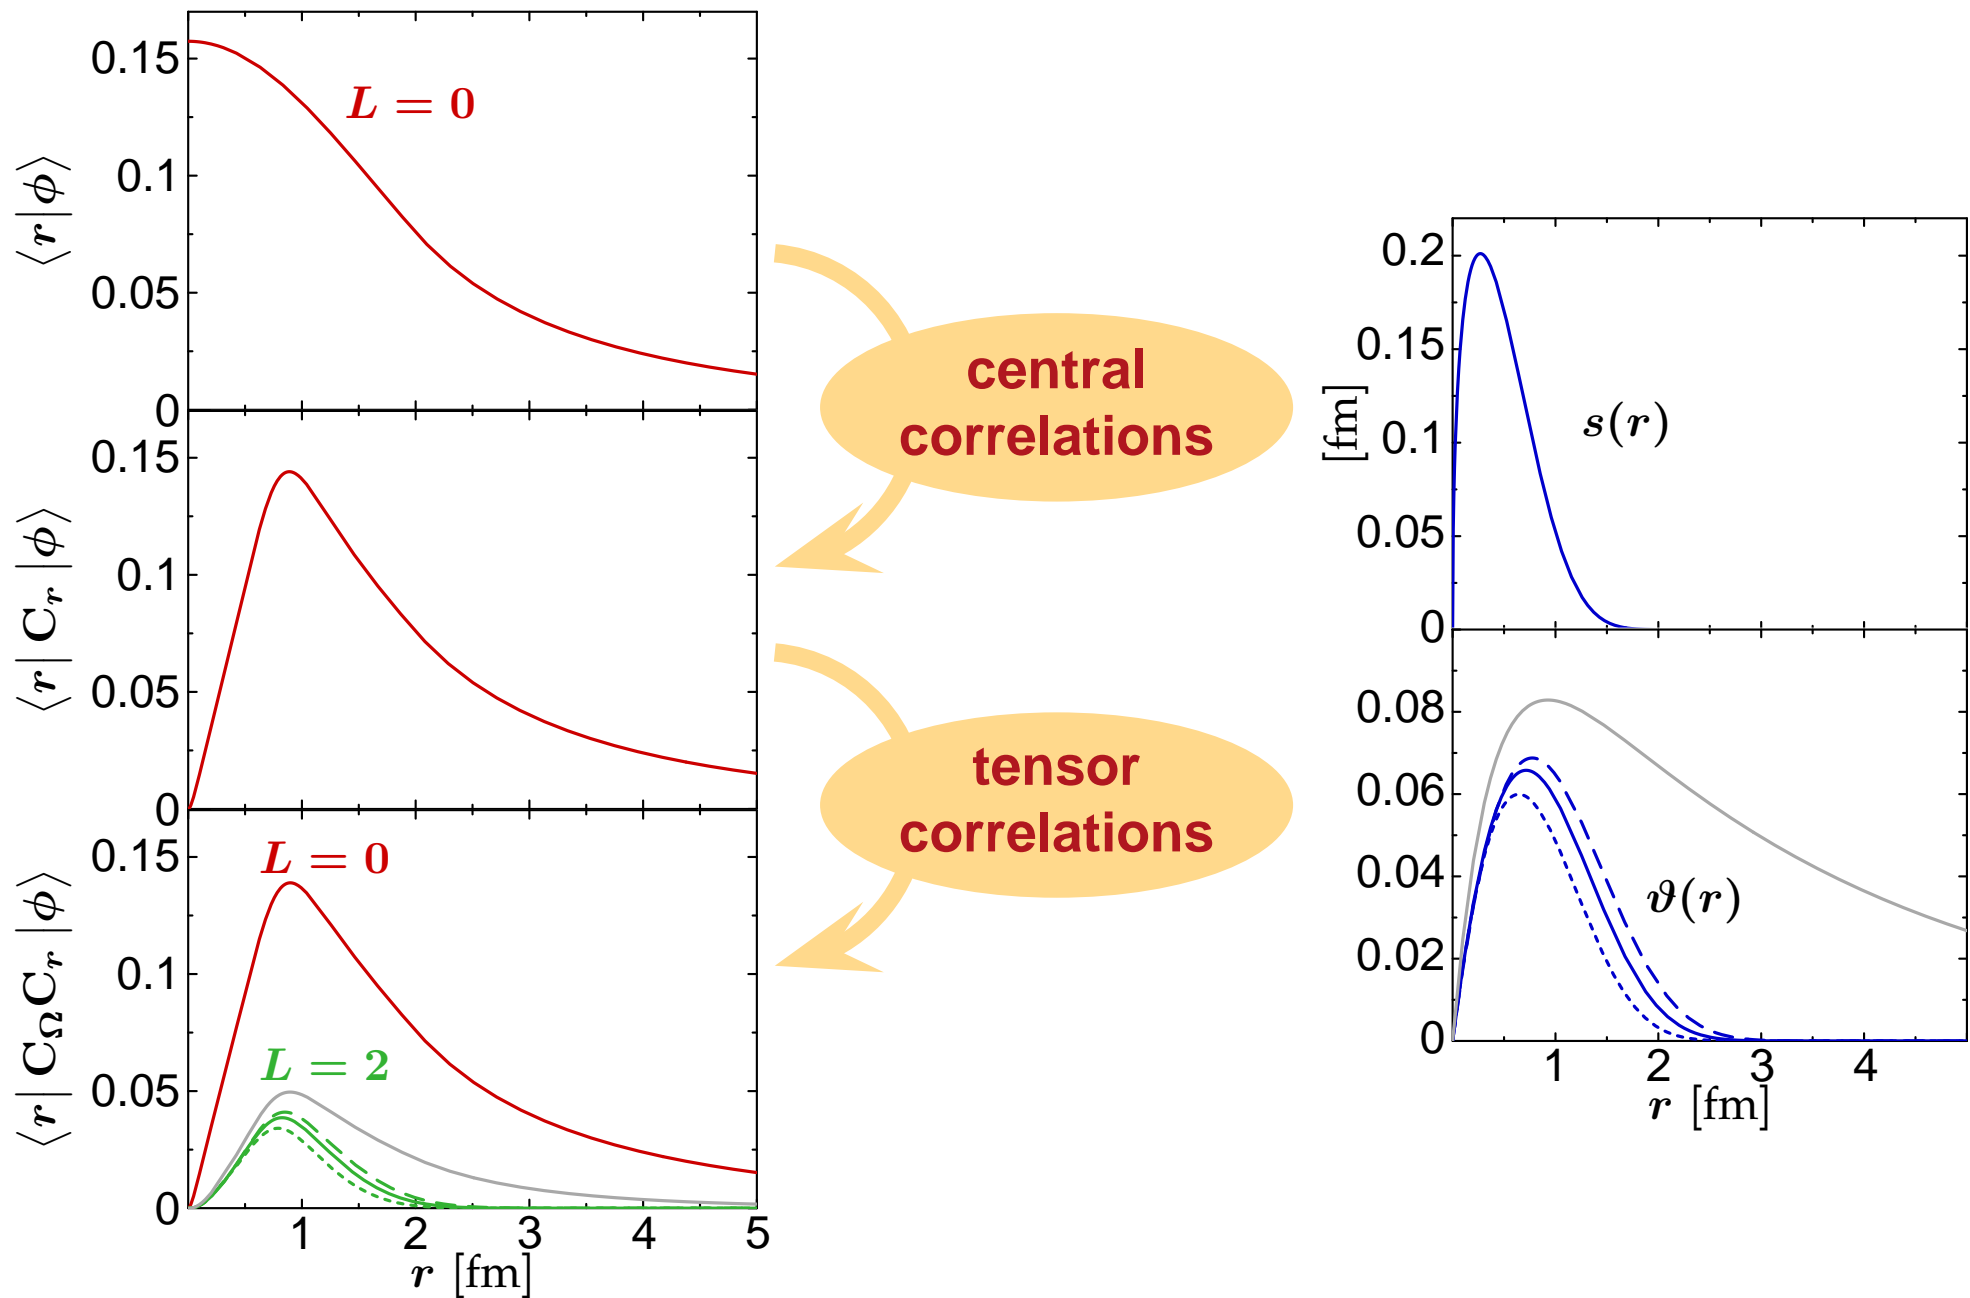 0.15
0.1
0.05
0
⟨r|ϕ⟩
L = 0
0.15
0.1
0.05
0
⟨r| C_r |ϕ⟩
0.15
0.1
0.05
0
⟨r| C_Ω C_r |ϕ⟩
L = 0
L = 2
1 2 3 4 5
r [fm]
central
correlations
tensor
correlations
0.2
0.15
0.1
0.05
0
[fm]
s(r)
0.08
0.06
0.04
0.02
0
ϑ(r)
1 2 3 4
r [fm]